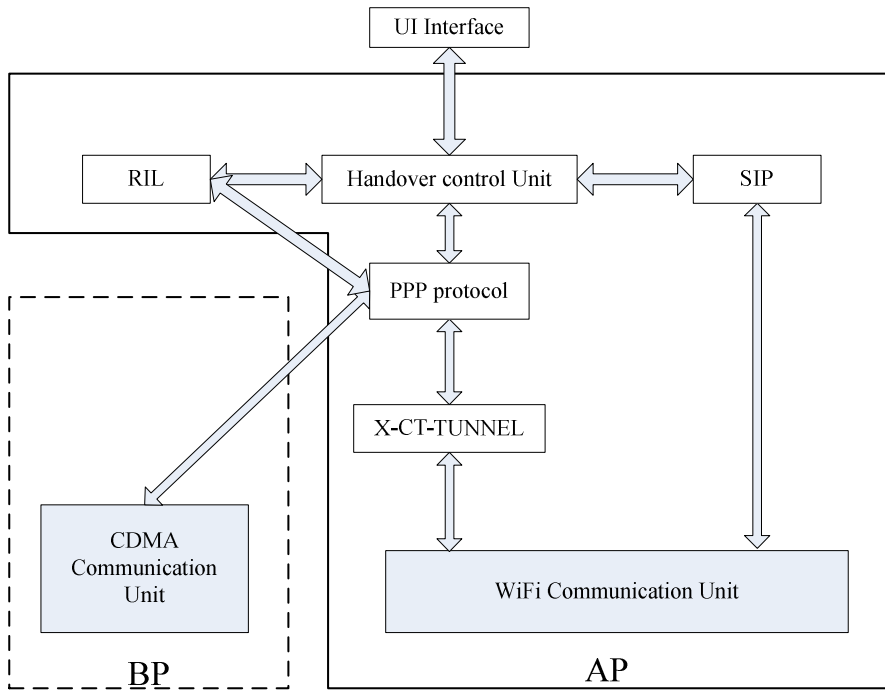 UI Interface
RIL
Handover control Unit
SIP
PPP protocol
X-CT-TUNNEL
CDMA
Communication
Unit
WiFi Communication Unit
BP
AP